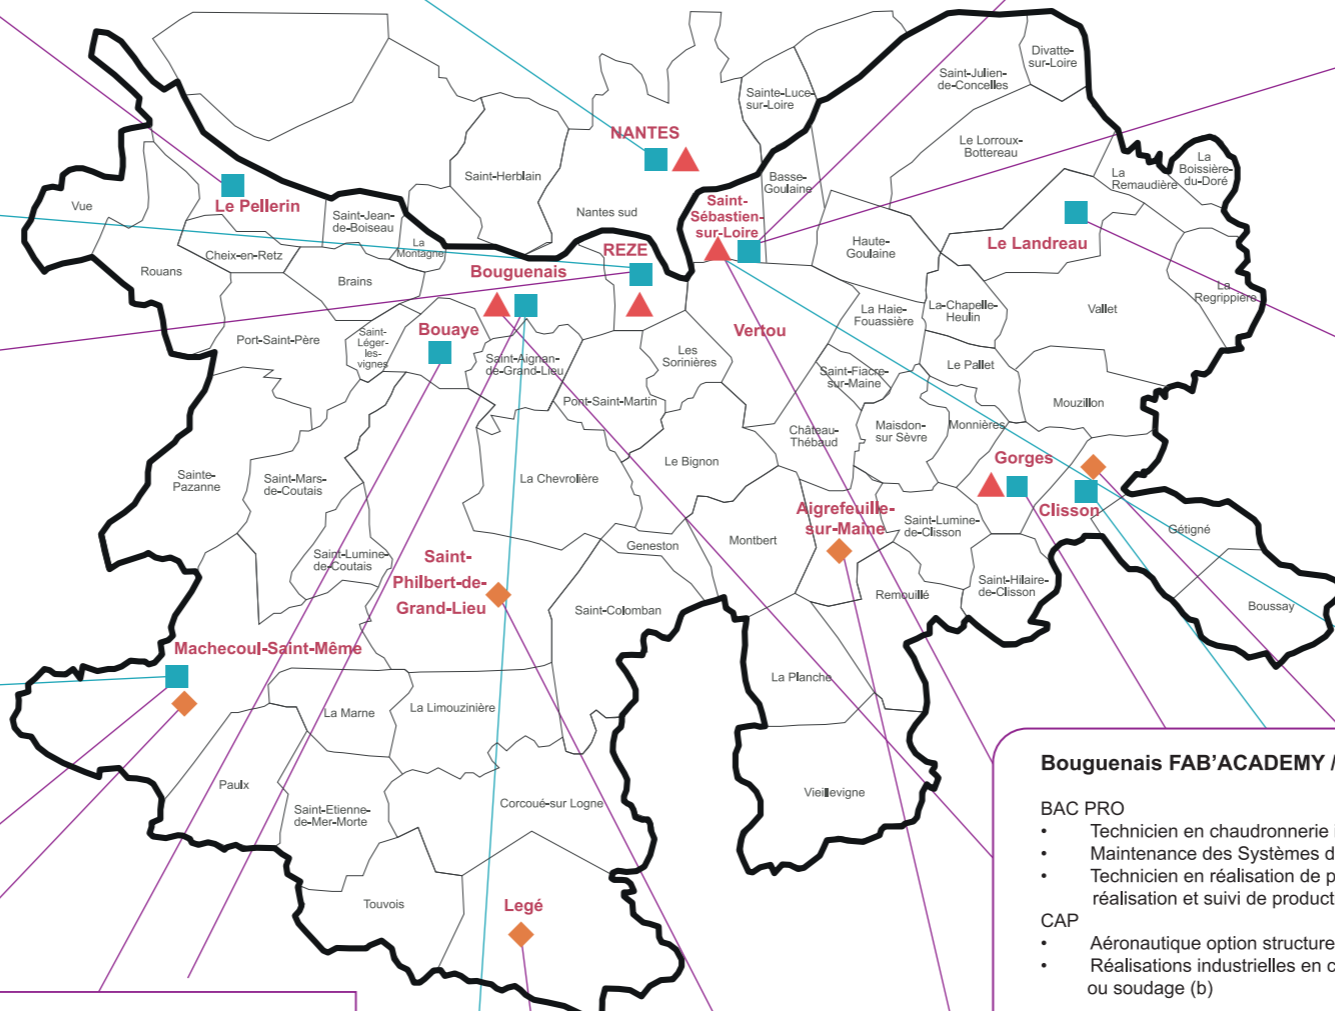 Divatte-
sur-Loire
Saint-Julien-
de-Concelles
Sainte-Luce-
sur-Loire
NANTES
Le Lorroux-
Bottereau
La
Boissière-
du-Doré
La
Remaudière
Saint-Herblain
Basse-
Goulaine
Vue
Le Pellerin
Saint-Jean-
de-Boiseau
Nantes sud
Saint-
Sébastien-
sur-Loire
Le Landreau
La
Montagne
REZE
Haute-
Goulaine
Cheix-en-Retz
Rouans
Brains
Bouguenais
La
Regrippière
La-Chapelle-
Heulin
La Haie-
Fouassière
Vallet
Port-Saint-Père
Saint-
Léger-
les-
vignes
Bouaye
Vertou
Saint-Aignan-
de-Grand-Lieu
Les
Sorinières
Le Pallet
Saint-Fiacre-
sur-Maine
Pont-Saint-Martin
Mouzillon
Château-
Thébaud
Maisdon-
sur Sèvre
Monnières
Sainte-
Pazanne
Saint-Mars-
de-Coutais
La Chevrolière
Le Bignon
Gorges
Clisson
Aigrefeuille-
sur-Maine
Saint-Lumine-
de-Clisson
Gétigné
Montbert
Geneston
Saint-Lumine-
de-Coutais
Saint-
Philbert-de-
Grand-Lieu
Saint-Hilaire-
de-Clisson
Remouillé
Boussay
Saint-Colomban
Machecoul-Saint-Même
La Planche
La Marne
La Limouzinière
Paulx
Saint-Etienne-
de-Mer-Morte
Corcoué-sur Logne
Vieillevigne
Touvois
Legé
Bouguenais FAB’ACADEMY /
BAC PRO
• Technicien en chaudronnerie
• Maintenance des Systèmes d
• Technicien en réalisation de p
réalisation et suivi de product
CAP
• Aéronautique option structure
• Réalisations industrielles en c
ou soudage (b)